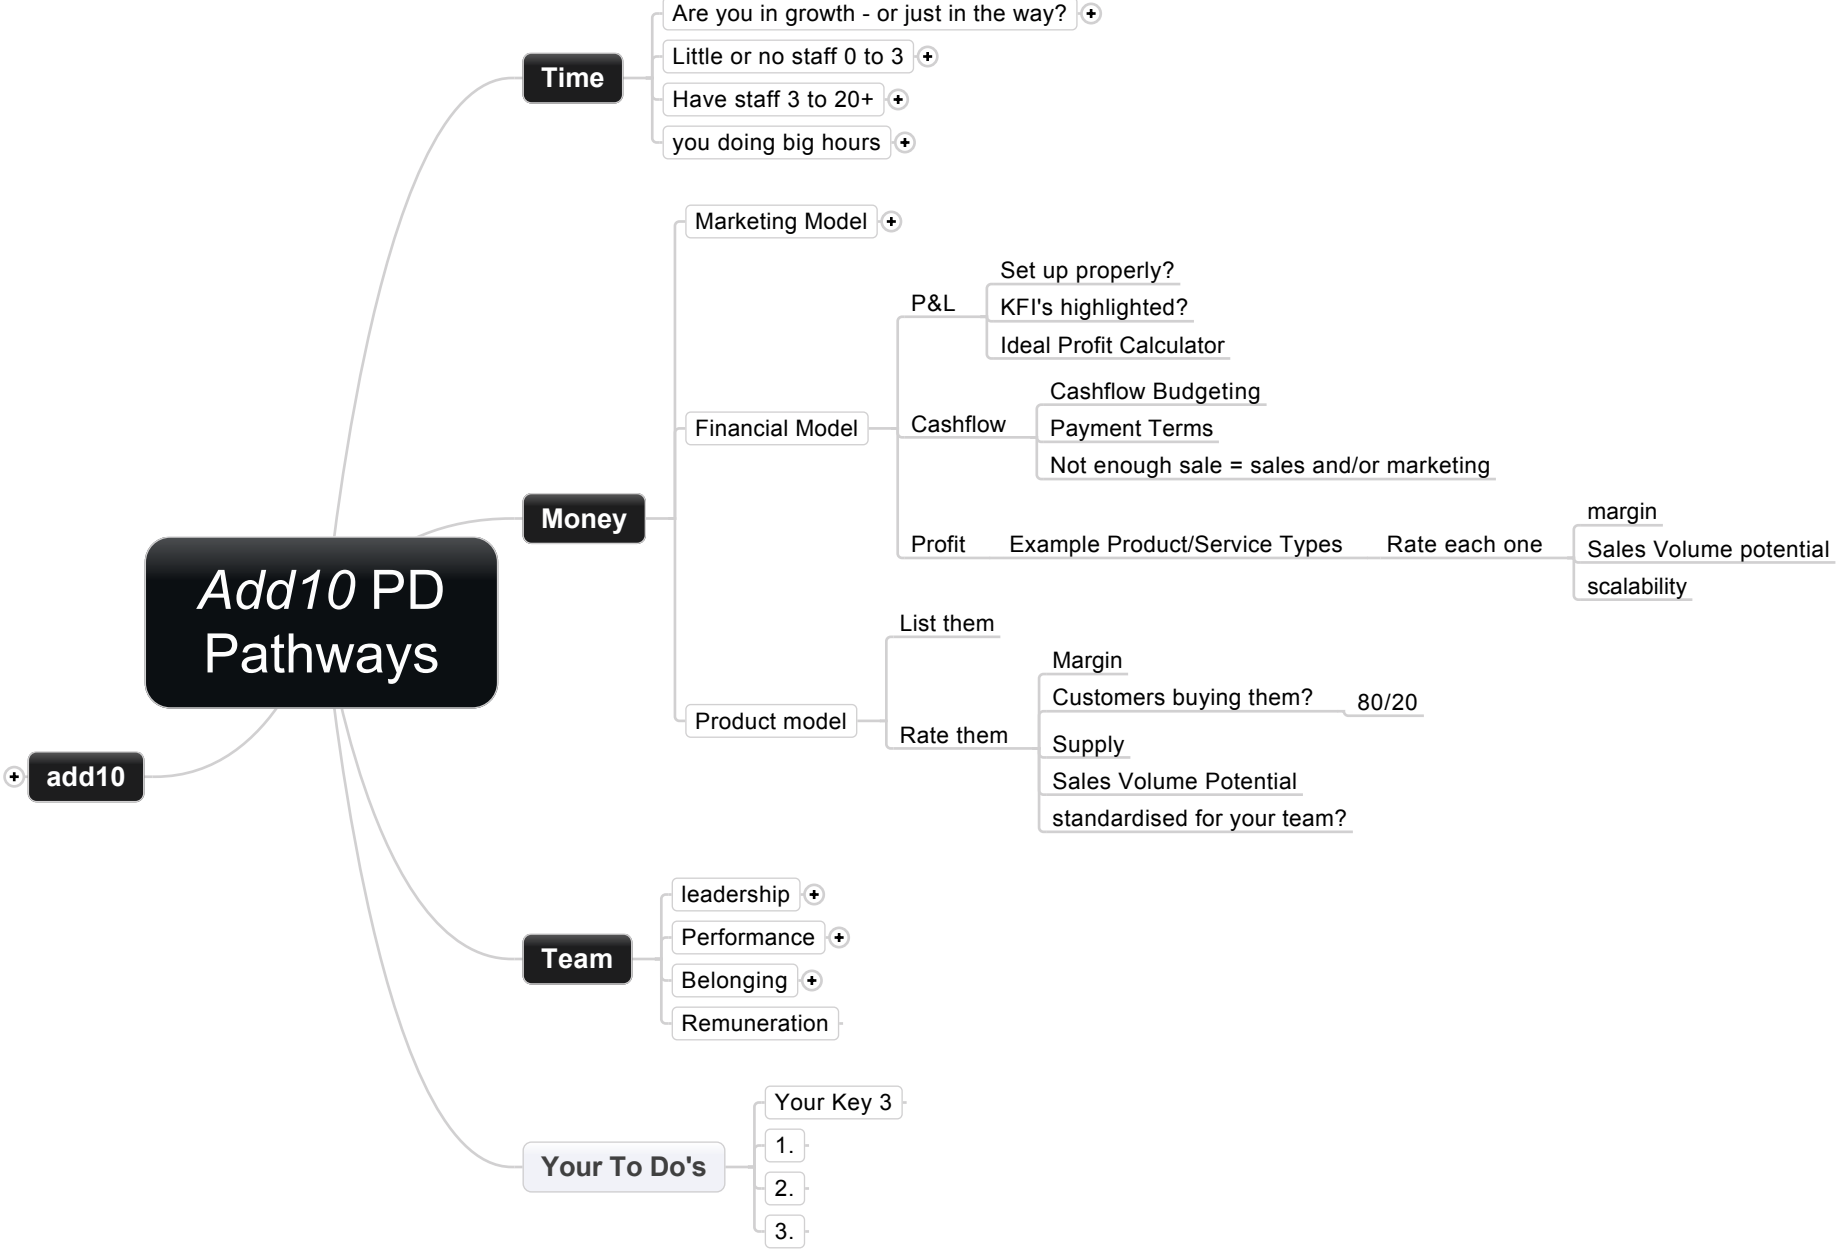 Are you in growth - or just in the way?
Little or no staff 0 to 3
Time
Have staff 3 to 20+
you doing big hours
Marketing Model
Set up properly?
P&L
KFI's highlighted?
Ideal Profit Calculator
Cashflow Budgeting
Financial Model
Cashflow
Payment Terms
Not enough sale = sales and/or marketing
Money
margin
Profit
Example Product/Service Types
Rate each one
Sales Volume potential
scalability
Add10 PD
Pathways
List them
Margin
Customers buying them?
80/20
Product model
Rate them
Supply
Sales Volume Potential
standardised for your team?
add10
leadership
Performance
Team
Belonging
Remuneration
Your Key 3
1.
Your To Do's
2.
3.